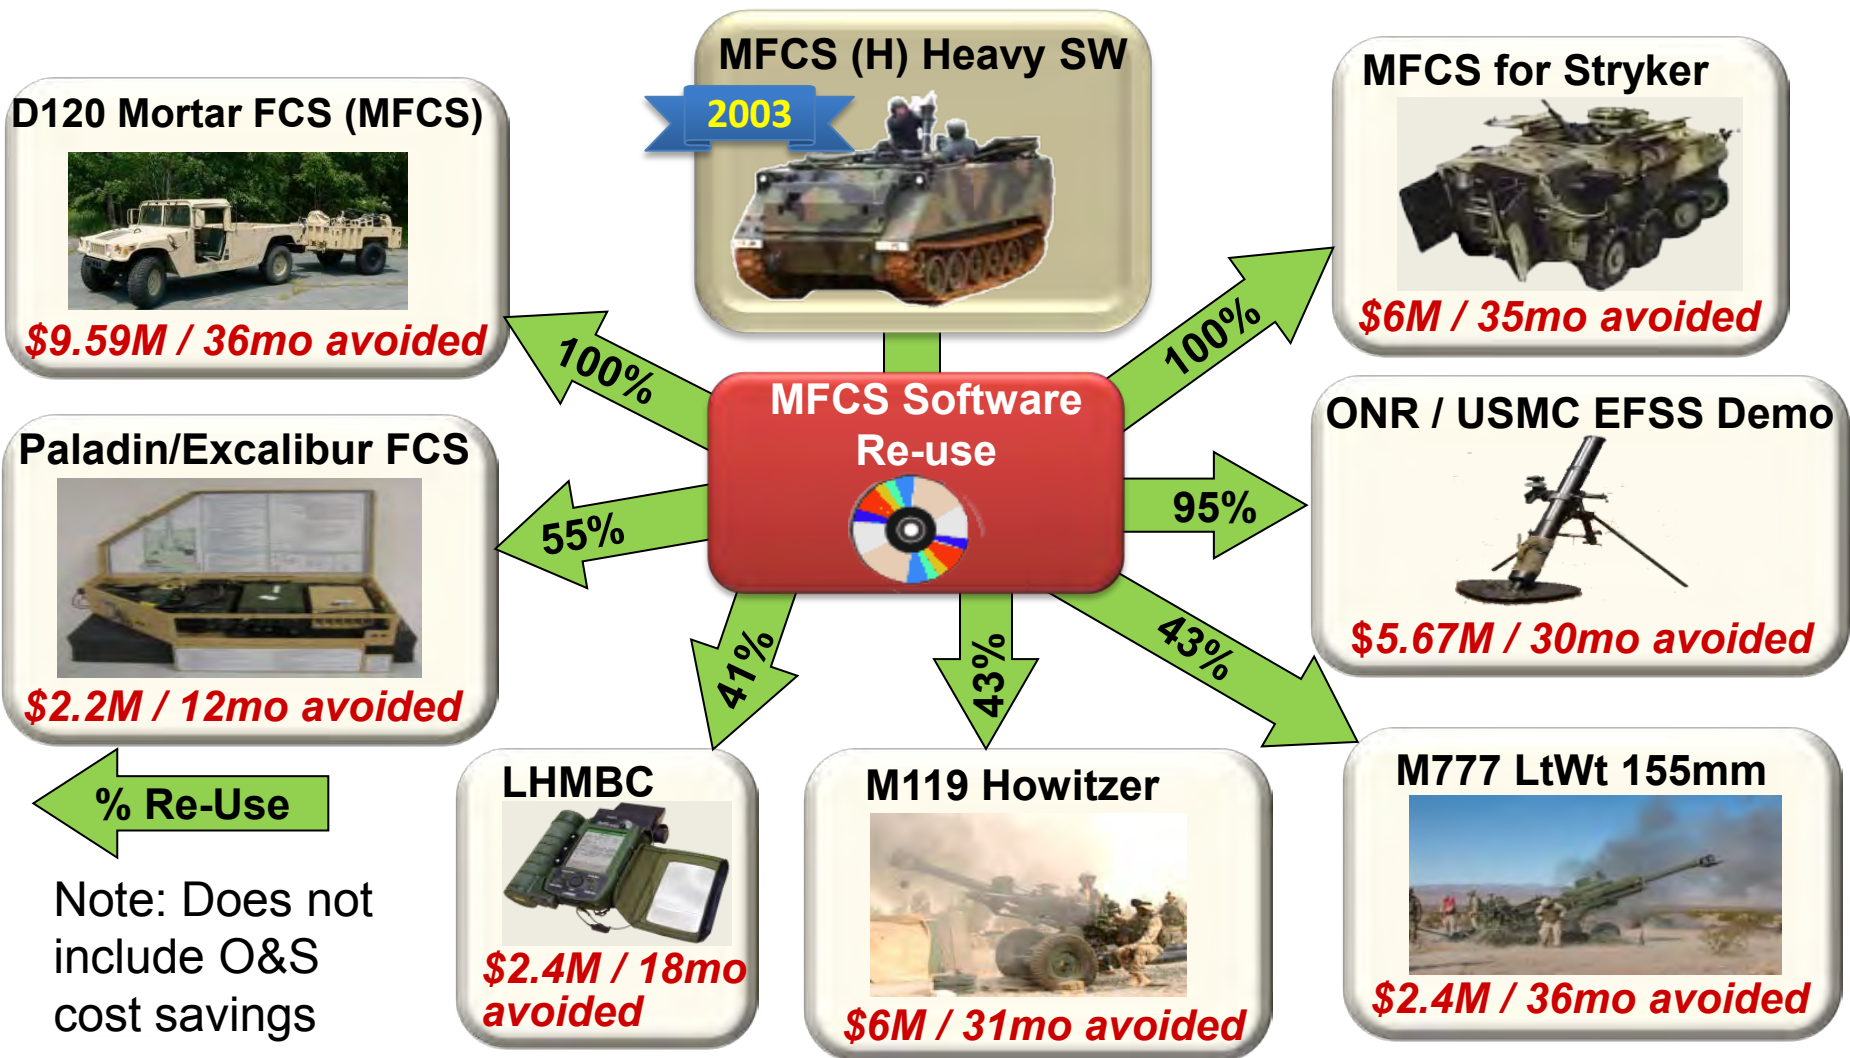 MFCS (H) Heavy SW
2003
D120 Mortar FCS (MFCS)
$9.59M / 36mo avoided
MFCS for Stryker
$6M / 35mo avoided
100%
100%
MFCS Software
Re-use
Paladin/Excalibur FCS
$2.2M / 12mo avoided
55%
95%
ONR / USMC EFSS Demo
$5.67M / 30mo avoided
41%
43%
43%
% Re-Use
LHMBC
$2.4M / 18mo
avoided
M119 Howitzer
$6M / 31mo avoided
M777 LtWt 155mm
$2.4M / 36mo avoided
Note: Does not
include O&S
cost savings